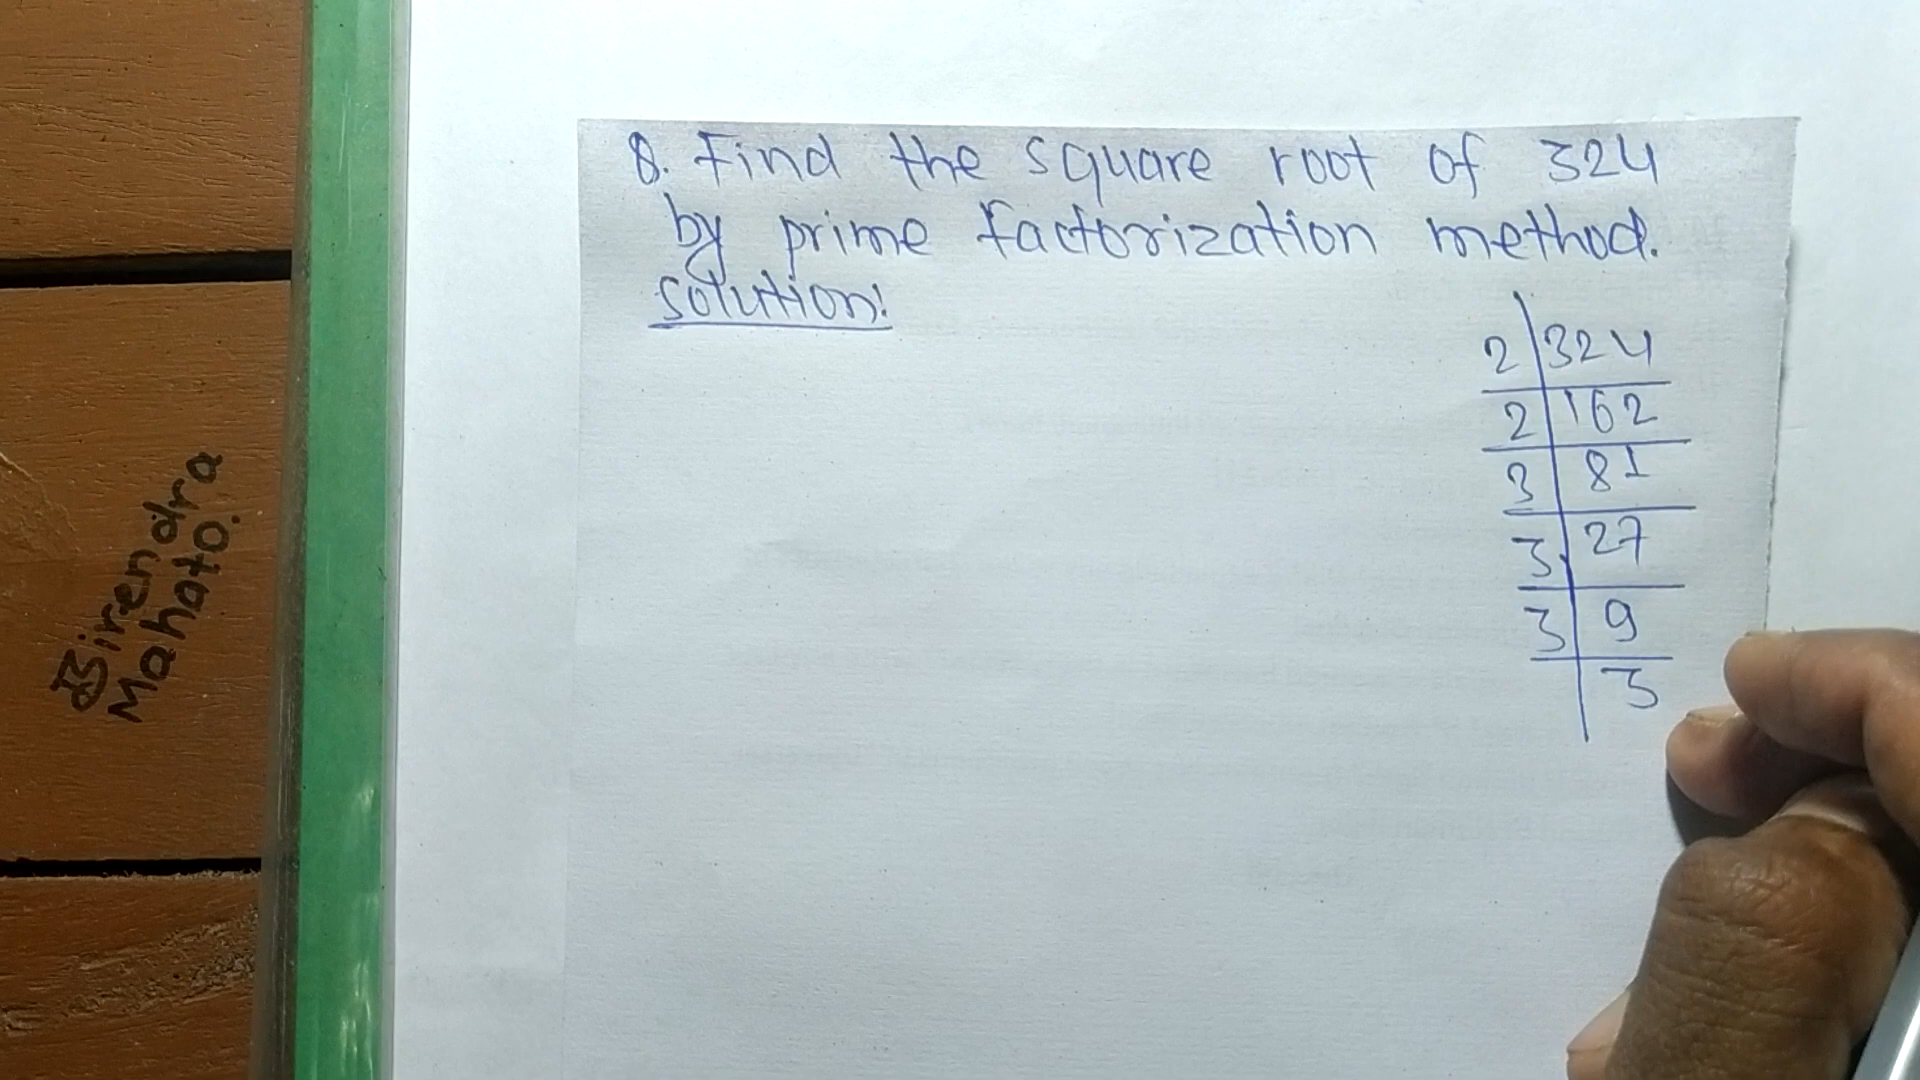 Q. Find the square root of 324
by prime factorization method.
Solution:
2 324
2 162
3 81
3 27
3 9
3
Birendra
Mahato.